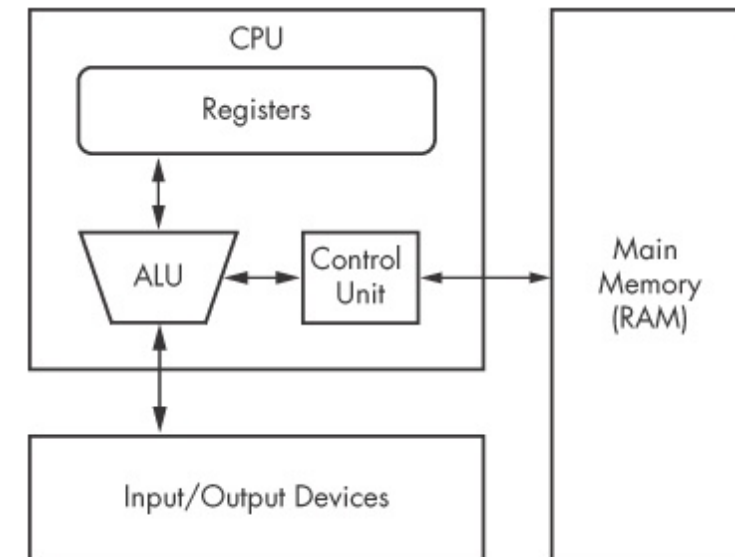 CPU
Registers
ALU
Control
Unit
Main
Memory
(RAM)
Input/Output Devices